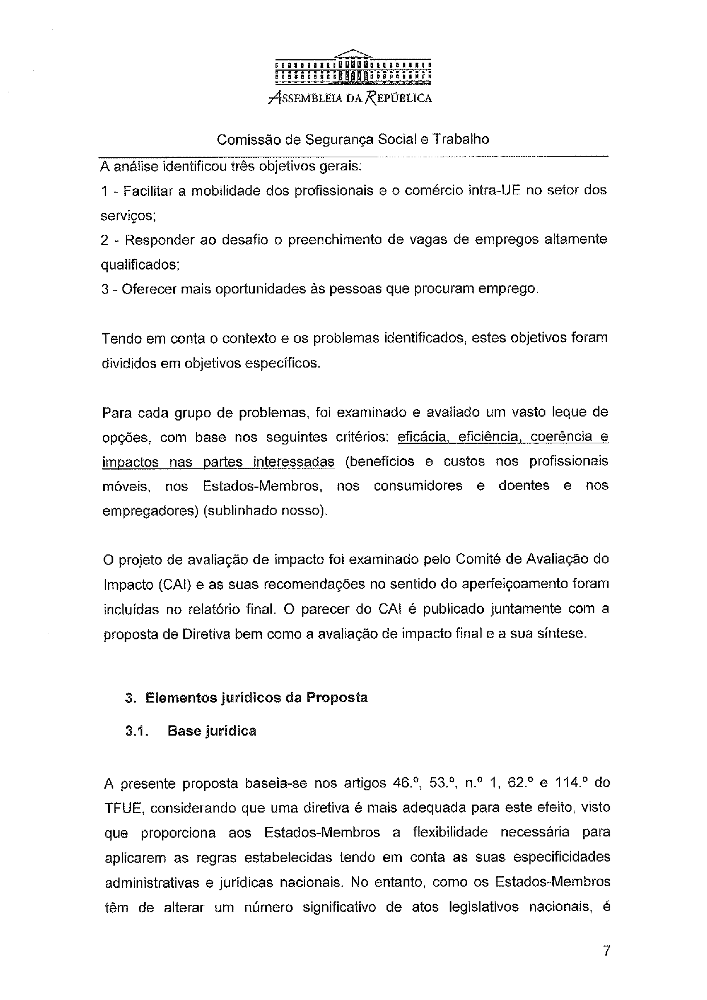 ASSEMBLEIA DA REPÚBLICA
Comissão de Segurança Social e Trabalho
A análise identificou três objetivos gerais:
1 - Facilitar a mobilidade dos profissionais e o comércio intra-UE no setor dos
serviços;
2 - Responder ao desafio o preenchimento de vagas de empregos altamente
qualificados;
3 - Oferecer mais oportunidades às pessoas que procuram emprego.
Tendo em conta o contexto e os problemas identificados, estes objetivos foram
divididos em objetivos específicos.
Para cada grupo de problemas, foi examinado e avaliado um vasto leque de
opções, com base nos seguintes critérios: eficácia, eficiência, coerência e
impactos nas partes interessadas (benefícios e custos nos profissionais
móveis, nos Estados-Membros, nos consumidores e doentes e nos
empregadores) (sublinhado nosso).
O projeto de avaliação de impacto foi examinado pelo Comité de Avaliação do
Impacto (CAI) e as suas recomendações no sentido do aperfeiçoamento foram
incluídas no relatório final. O parecer do CAI é publicado juntamente com a
proposta de Diretiva bem como a avaliação de impacto final e a sua síntese.
3. Elementos jurídicos da Proposta
3.1. Base jurídica
A presente proposta baseia-se nos artigos 46.º, 53.º, n.º 1, 62.º e 114.º do
TFUE, considerando que uma diretiva é mais adequada para este efeito, visto
que proporciona aos Estados-Membros a flexibilidade necessária para
aplicarem as regras estabelecidas tendo em conta as suas especificidades
administrativas e jurídicas nacionais. No entanto, como os Estados-Membros
têm de alterar um número significativo de atos legislativos nacionais, é
7